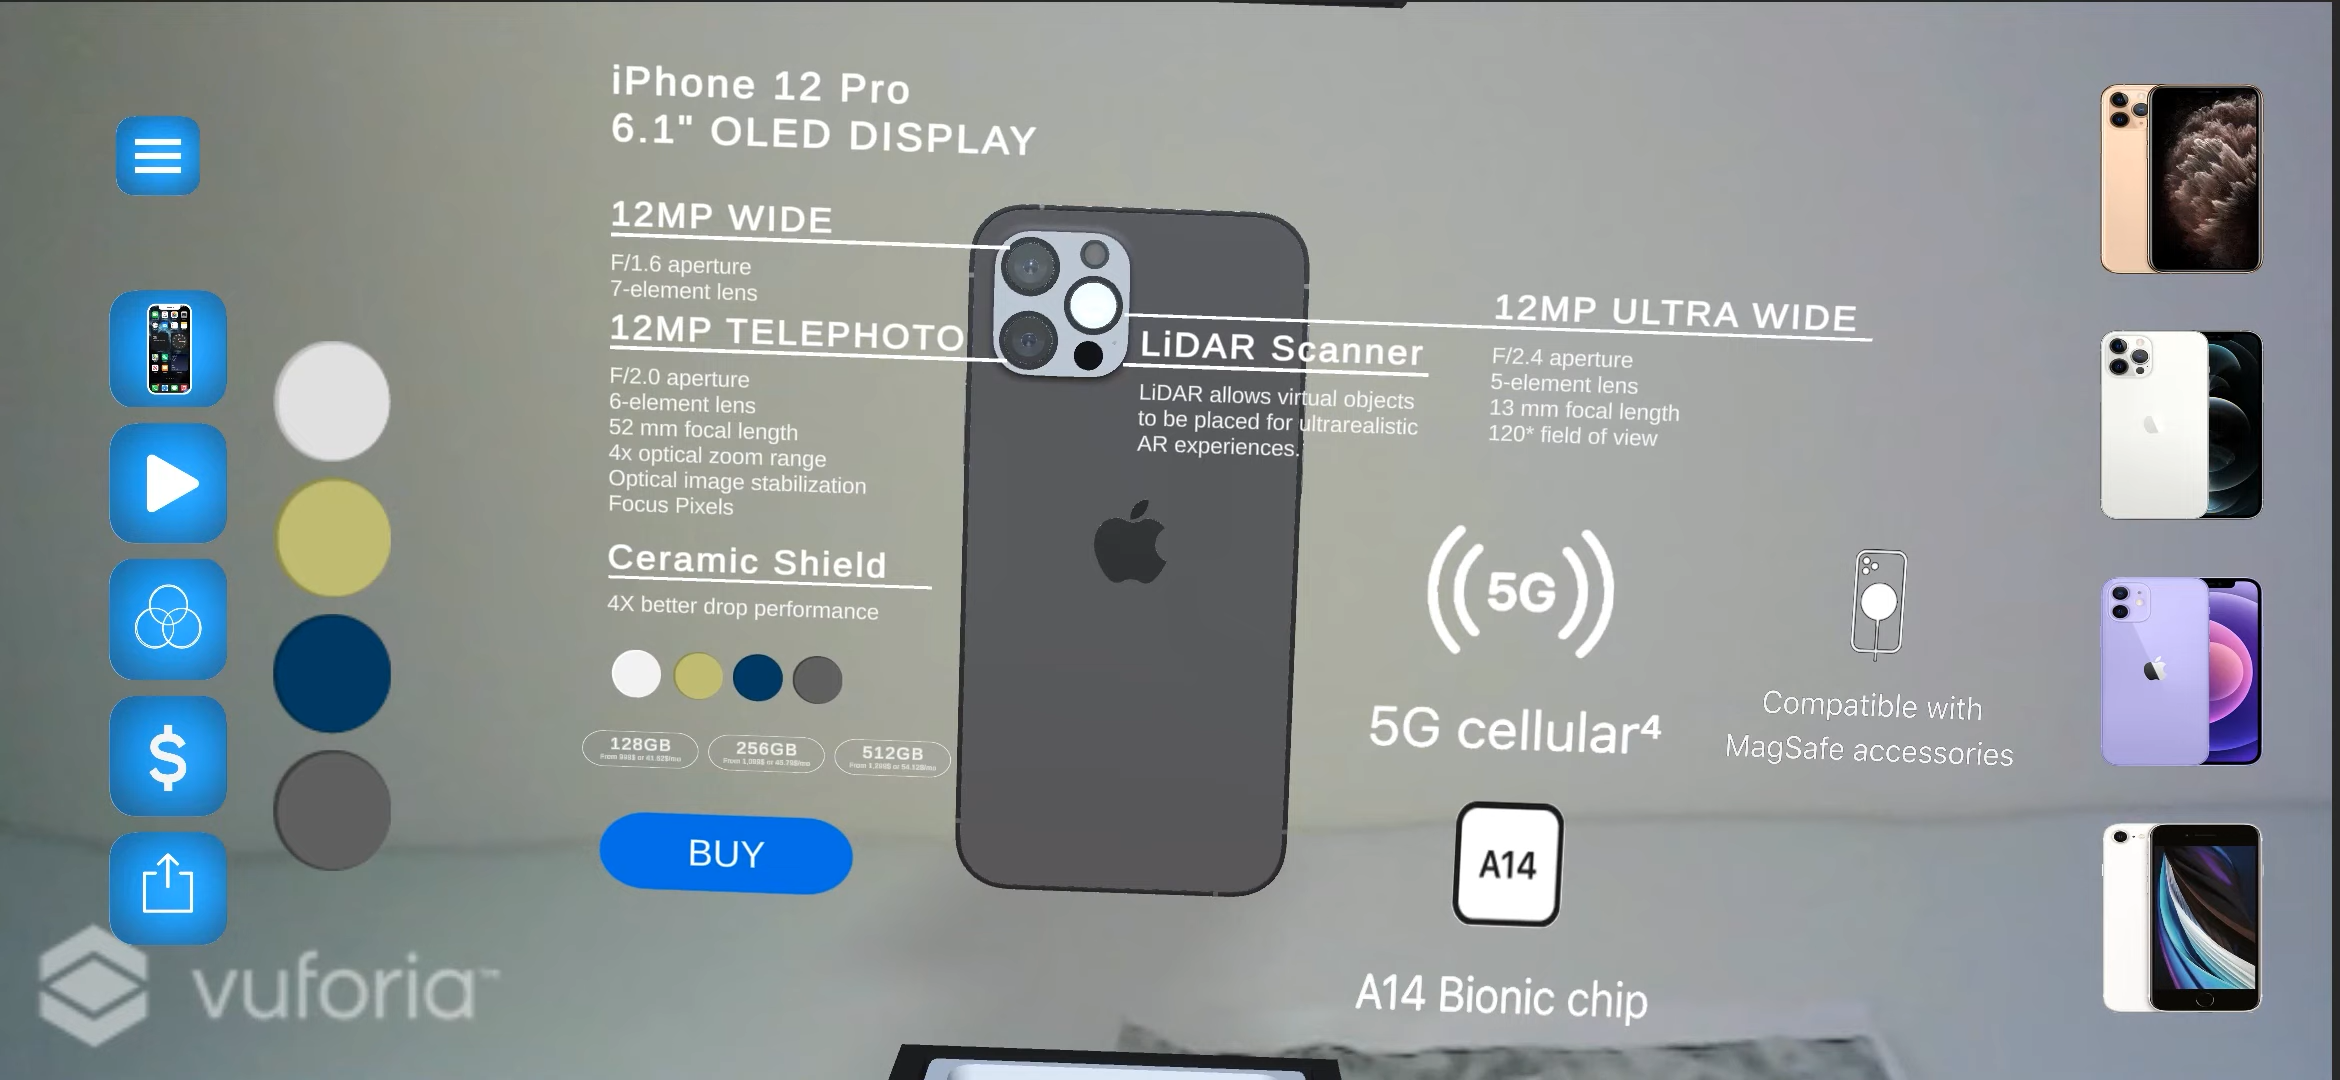 iPhone 12 Pro
6.1" OLED DISPLAY
12MP WIDE
F/1.6 aperture
7-element lens
12MP TELEPHOTO
F/2.0 aperture
6-element lens
52 mm focal length
4x optical zoom range
Optical image stabilization
Focus Pixels
Ceramic Shield
4X better drop performance
128GB
256GB
512GB
BUY
LiDAR Scanner
LiDAR allows virtual objects
to be placed for ultrarealistic
AR experiences.
12MP ULTRA WIDE
F/2.4 aperture
5-element lens
13 mm focal length
120* field of view
5G
5G cellular⁴
Compatible with
MagSafe accessories
A14
A14 Bionic chip
$
vuforia™